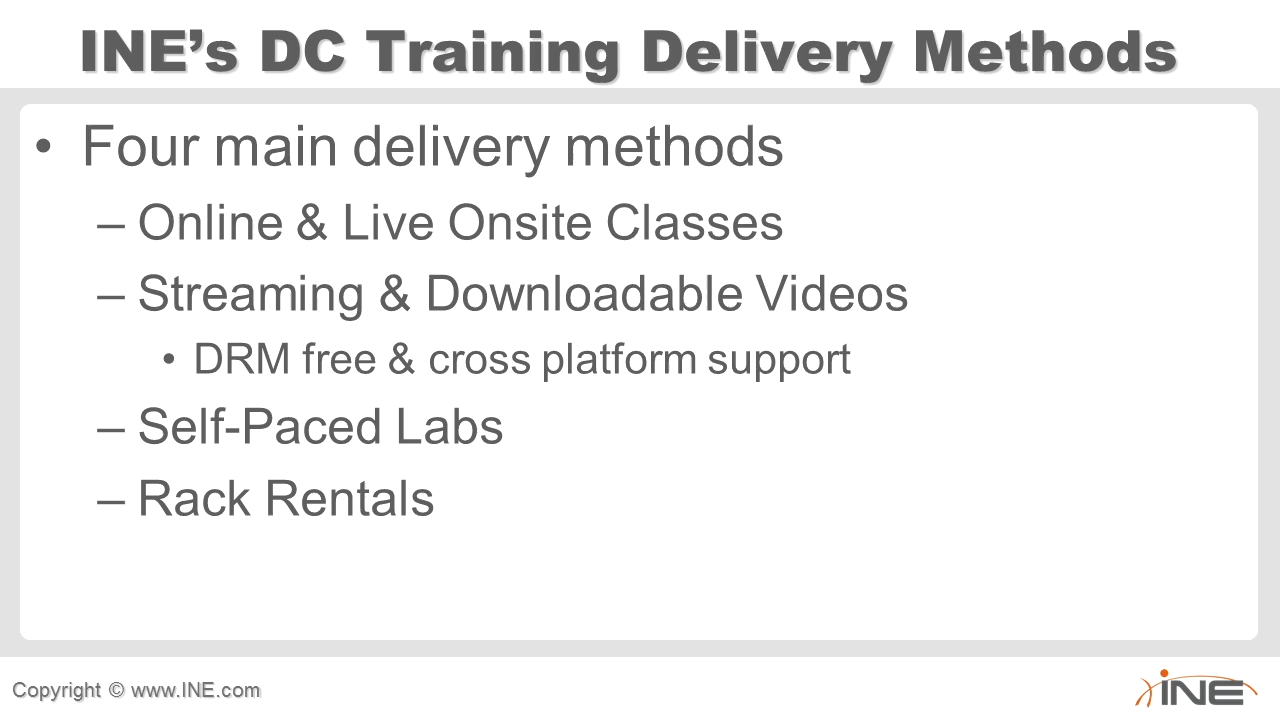 INE’s DC Training Delivery Methods
• Four main delivery methods
– Online & Live Onsite Classes
– Streaming & Downloadable Videos
• DRM free & cross platform support
– Self-Paced Labs
– Rack Rentals
Copyright © www.INE.com
INE